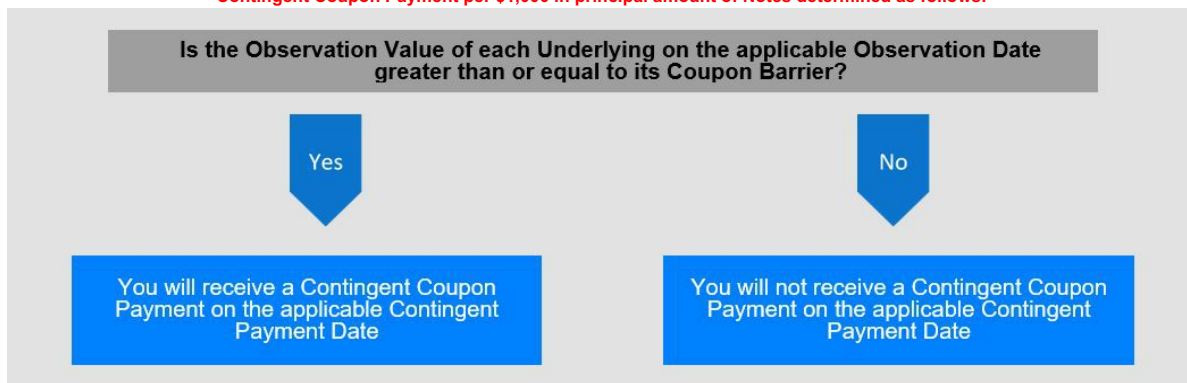 Contingent Coupon Payment per $1,000 in principal amount of Notes determined as follows:
Is the Observation Value of each Underlying on the applicable Observation Date
greater than or equal to its Coupon Barrier?
Yes
No
You will receive a Contingent Coupon
Payment on the applicable Contingent
Payment Date
You will not receive a Contingent Coupon
Payment on the applicable Contingent
Payment Date